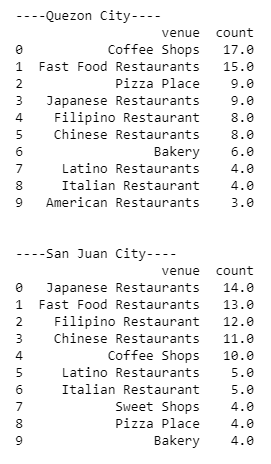 ----Quezon City----
venue count
0 Coffee Shops 17.0
1 Fast Food Restaurants 15.0
2 Pizza Place 9.0
3 Japanese Restaurants 9.0
4 Filipino Restaurant 8.0
5 Chinese Restaurants 8.0
6 Bakery 6.0
7 Latino Restaurants 4.0
8 Italian Restaurant 4.0
9 American Restaurants 3.0
----San Juan City----
venue count
0 Japanese Restaurants 14.0
1 Fast Food Restaurants 13.0
2 Filipino Restaurant 12.0
3 Chinese Restaurants 11.0
4 Coffee Shops 10.0
5 Latino Restaurants 5.0
6 Italian Restaurant 5.0
7 Sweet Shops 4.0
8 Pizza Place 4.0
9 Bakery 4.0